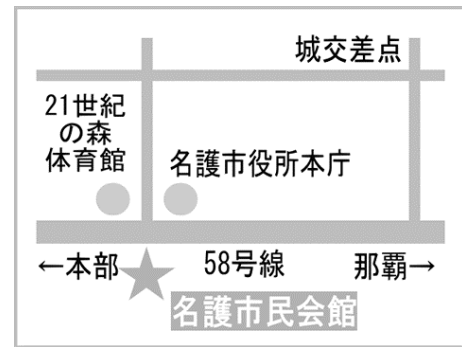 城交差点
21世紀
の森
体育館
名護市役所本庁
←本部
58号線
那覇→
名護市民会館